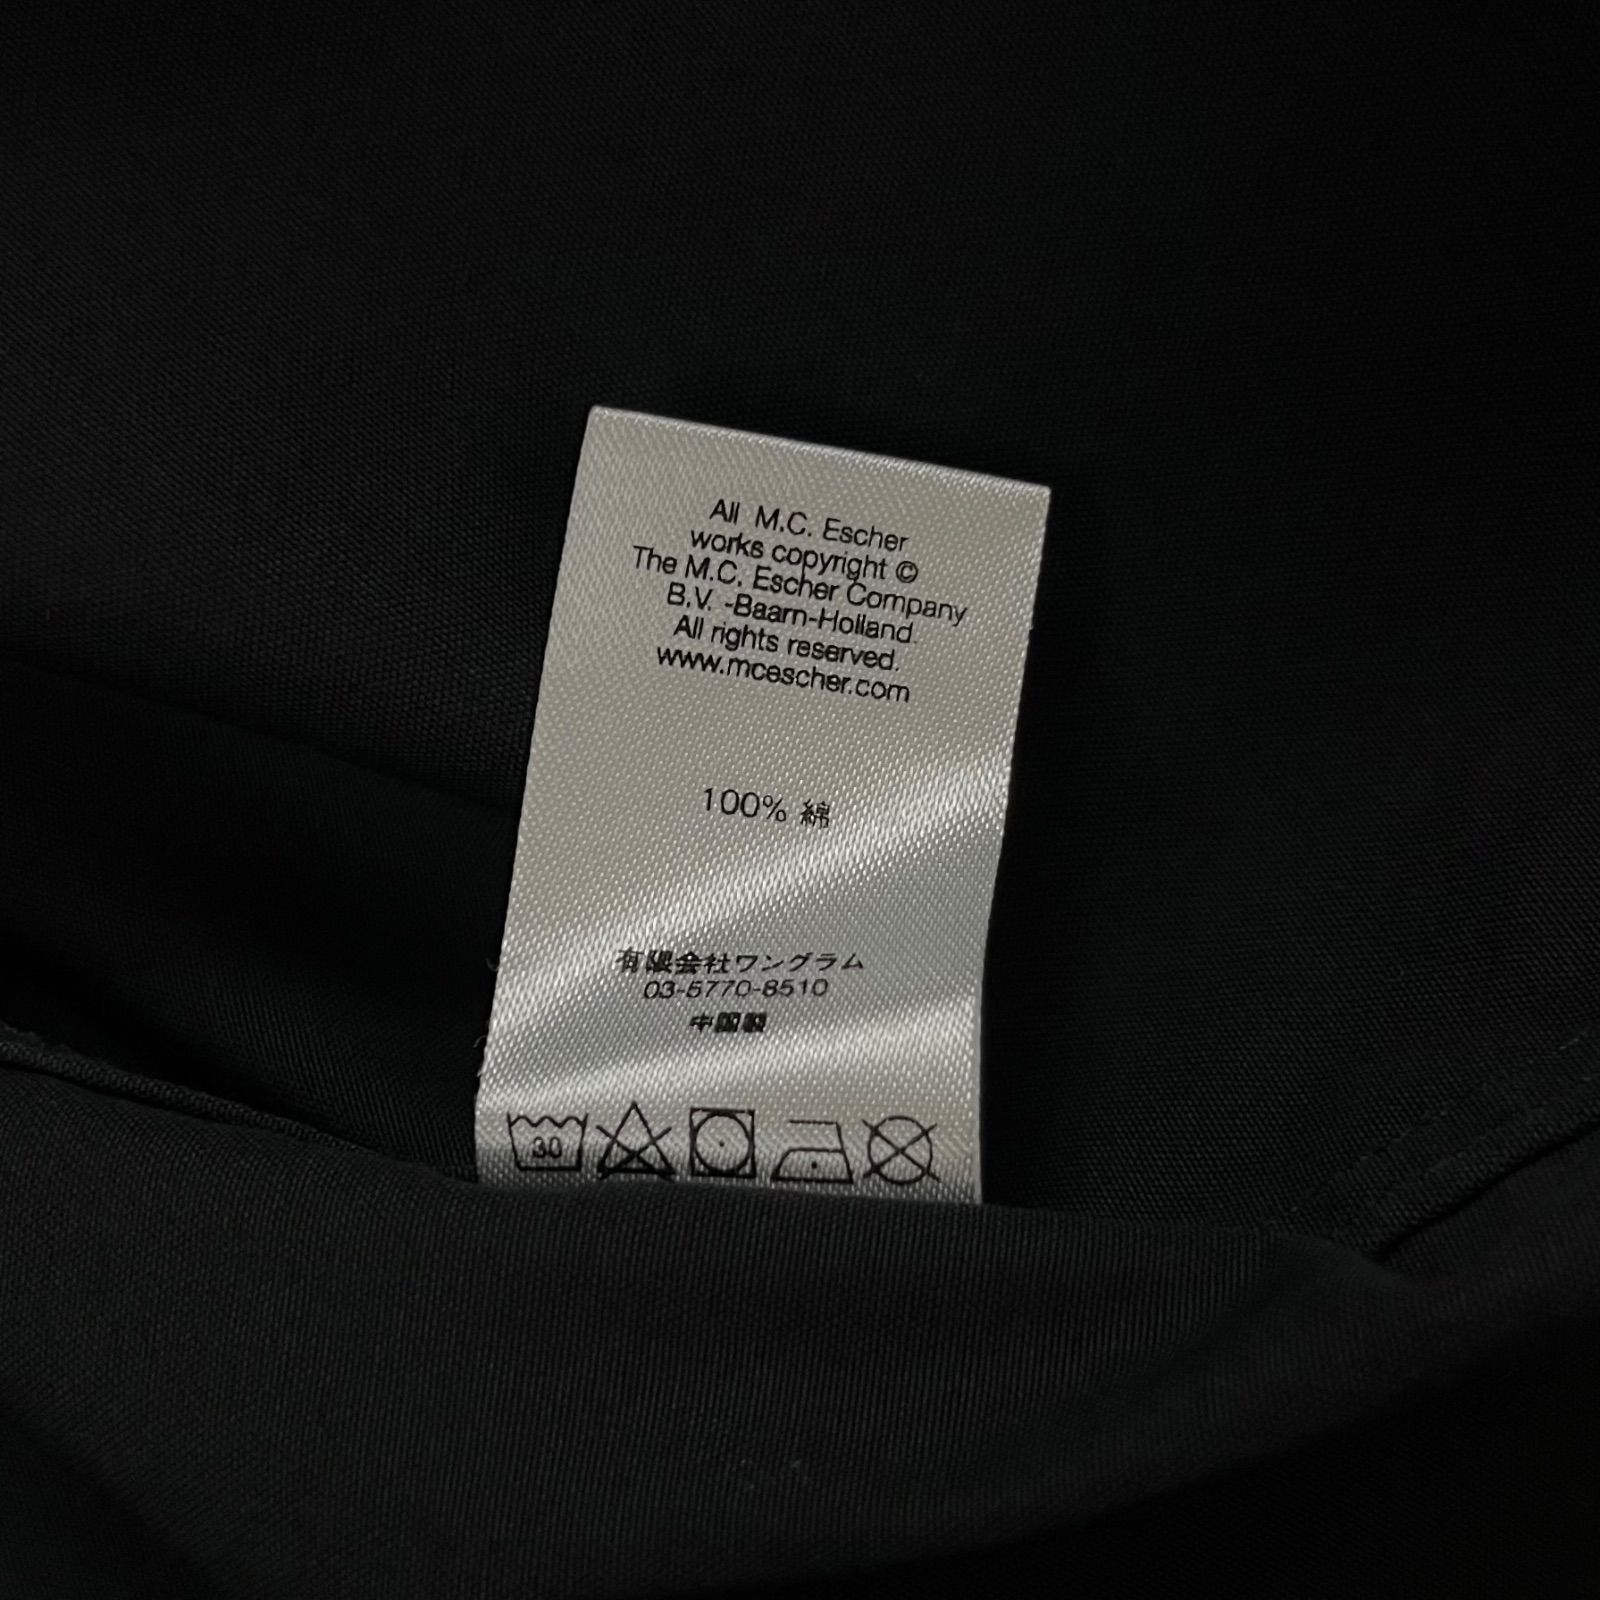 All M.C. Escher
works copyright ©
The M.C. Escher Company
B.V. -Baarn-Holland.
All rights reserved.
www.mcescher.com
100% 綿
有限会社ワングラム
03-5770-8510
中国製
30